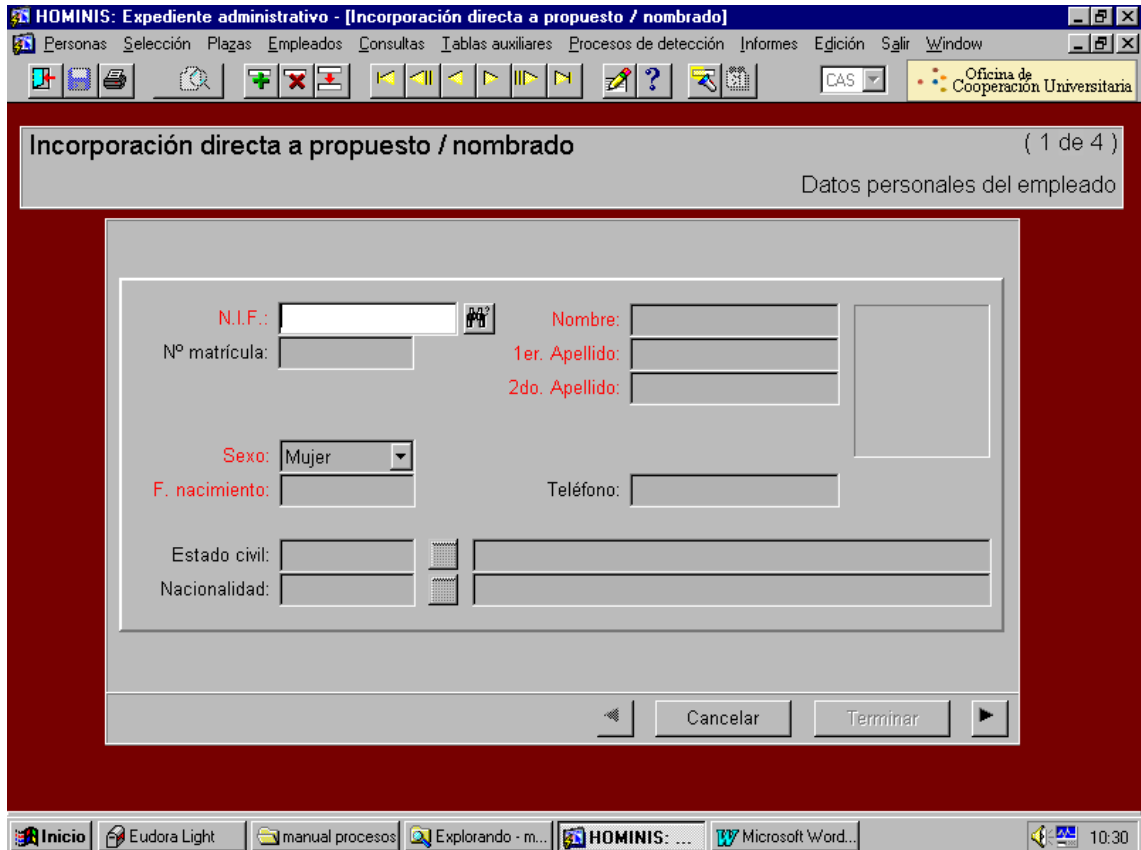 HOMINIS: Expediente administrativo - [Incorporación directa a propuesto / nombrado]
Personas Selección Plazas Empleados Consultas Tablas auxiliares Procesos de detección Informes Edición Salir Window
CAS
Oficina de
Cooperación Universitaria
Incorporación directa a propuesto / nombrado
( 1 de 4 )
Datos personales del empleado
N.I.F.:
Nombre:
Nº matrícula:
1er. Apellido:
2do. Apellido:
Sexo: Mujer
F. nacimiento:
Teléfono:
Estado civil:
Nacionalidad:
Cancelar
Terminar
Inicio Eudora Light manual procesos Explorando - m... HOMINIS: ... Microsoft Word... 10:30